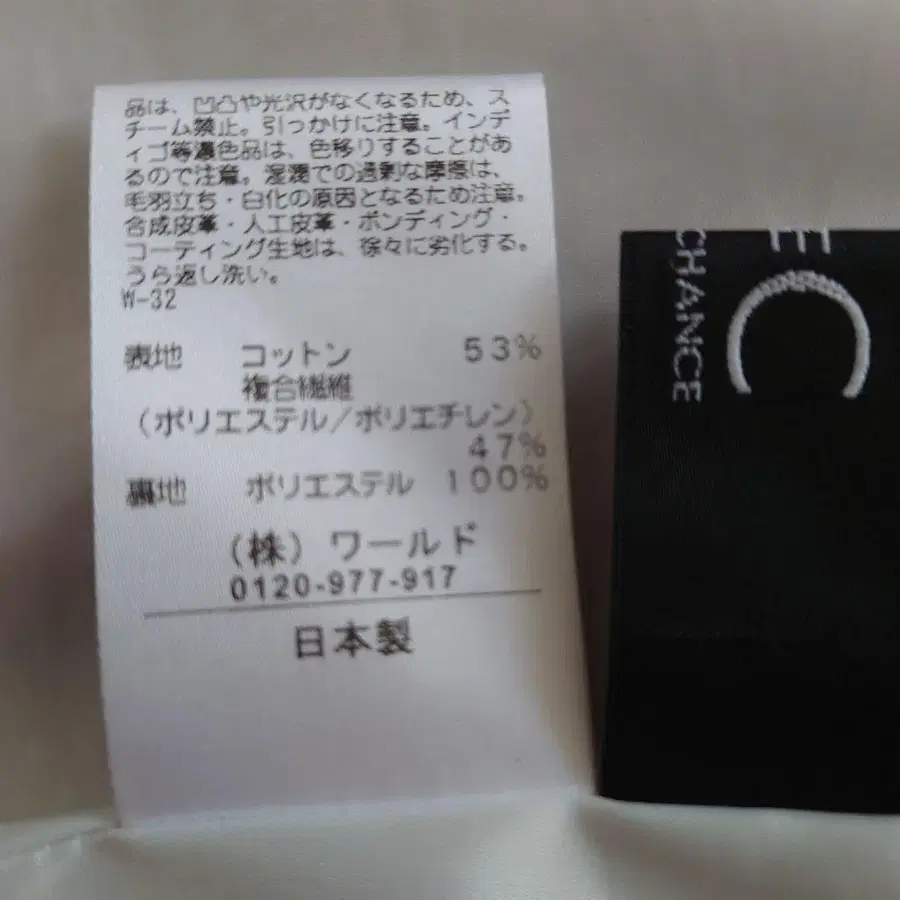 品は、凹凸や光沢がなくなるため、ス
チーム禁止。引っかけに注意。インデ
ィゴ等濃色品は、色移りすることがあ
るので注意。湿潤での過剰な摩擦は、
毛羽立ち・白化の原因となるため注意。
合成皮革・人工皮革・ボンディング・
コーティング生地は、徐々に劣化する。
うら返し洗い。
W-32
表地 コットン 53%
複合繊維
(ポリエステル/ポリエチレン)
47%
裏地 ポリエステル 100%
(株)ワールド
0120-977-917
日本製
E
C
CHANCE